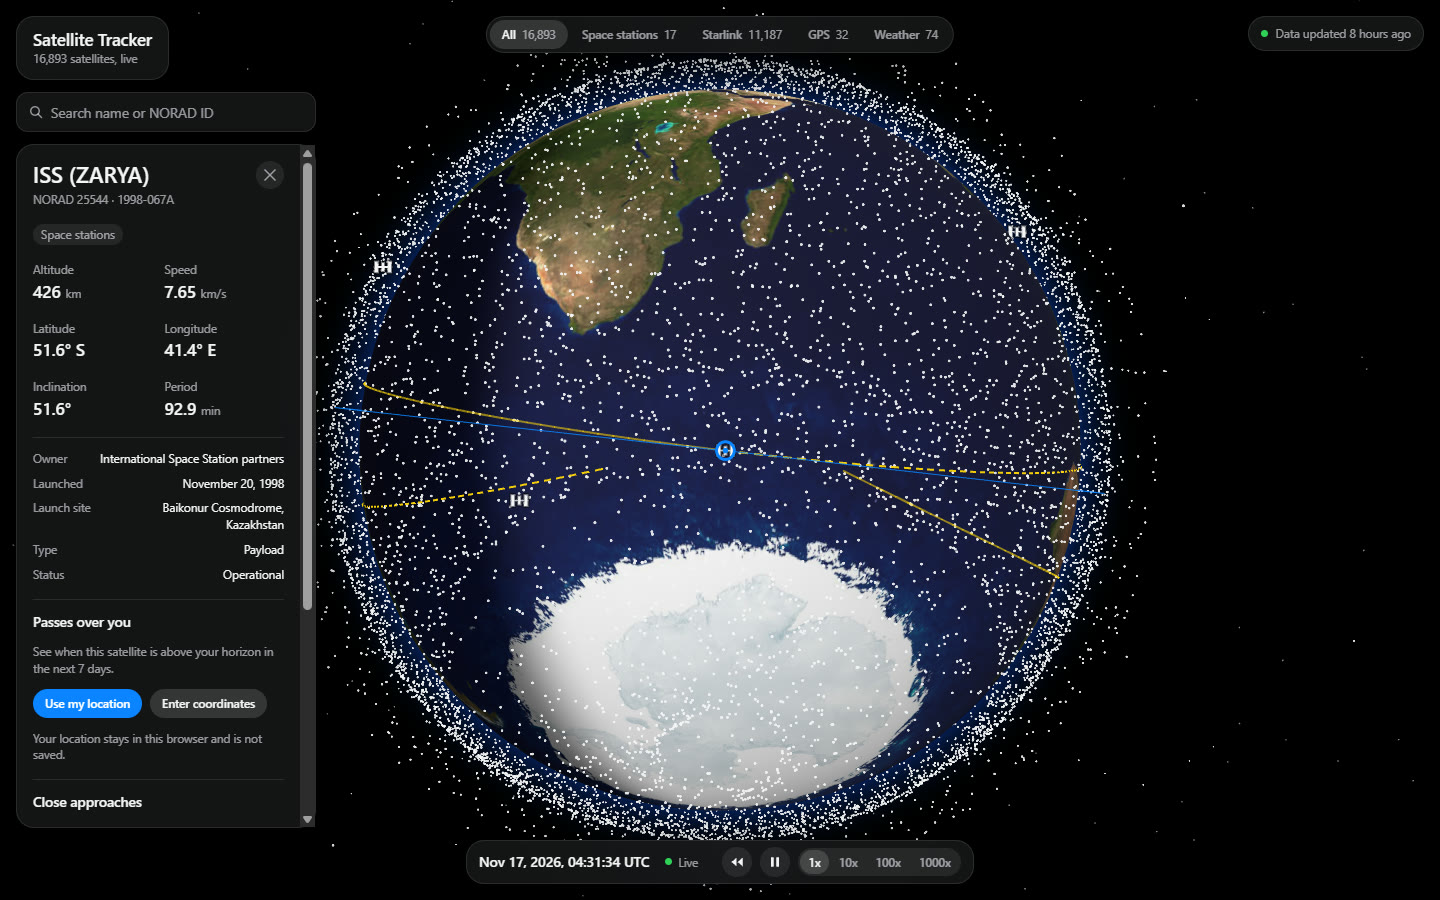 Satellite Tracker
16,893 satellites, live
All 16,893
Space stations 17
Starlink 11,187
GPS 32
Weather 74
Data updated 8 hours ago
Search name or NORAD ID
ISS (ZARYA)
NORAD 25544 · 1998-067A
Space stations
Altitude Speed
426 km 7.65 km/s
Latitude Longitude
51.6° S 41.4° E
Inclination Period
51.6° 92.9 min
Owner International Space Station partners
Launched November 20, 1998
Launch site Baikonur Cosmodrome,
Kazakhstan
Type Payload
Status Operational
Passes over you
See when this satellite is above your horizon in
the next 7 days.
Use my location Enter coordinates
Your location stays in this browser and is not
saved.
Close approaches
Nov 17, 2026, 04:31:34 UTC Live 1x 10x 100x 1000x